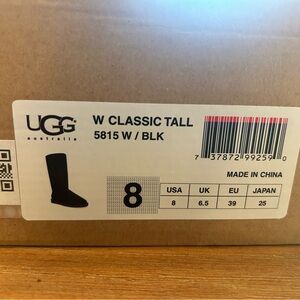 UGG
australia
W CLASSIC TALL
5815 W / BLK
7 37872 99259 0
MADE IN CHINA
8
USA UK EU JAPAN
8 6.5 39 25